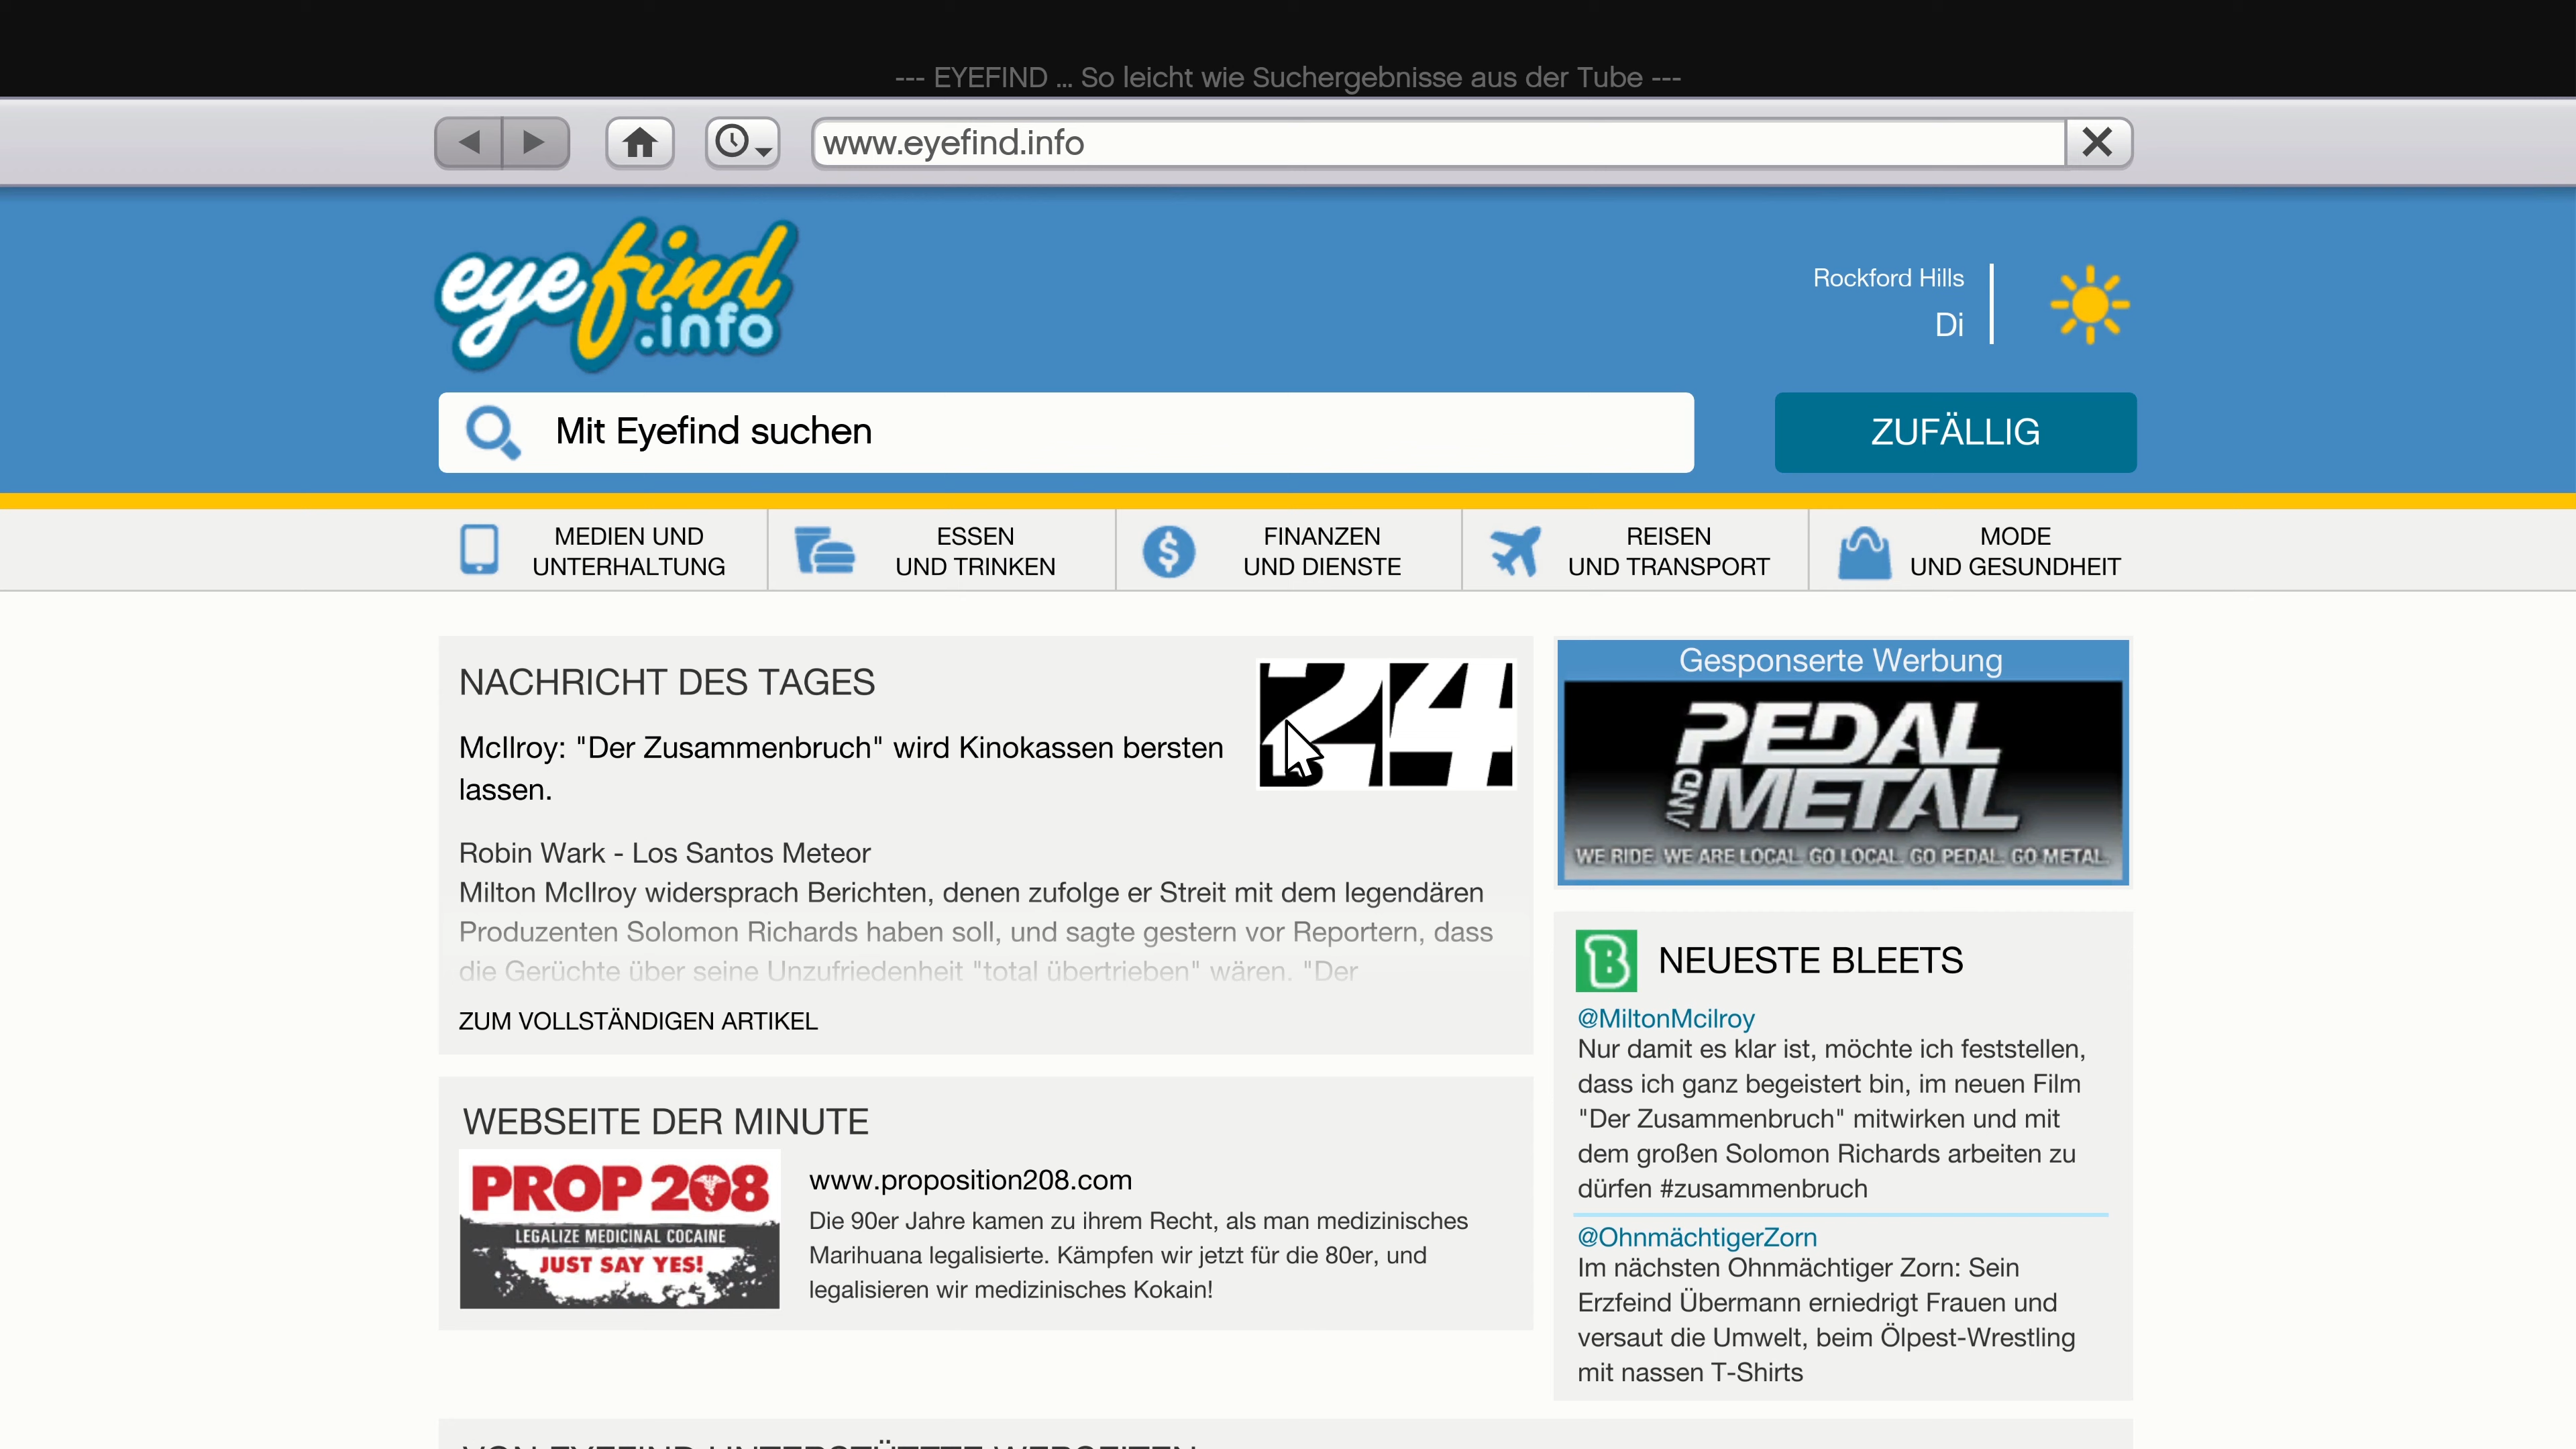 --- EYEFIND ... So leicht wie Suchergebnisse aus der Tube ---
www.eyefind.info
eyefind
.info
Rockford Hills
Di
Mit Eyefind suchen
ZUFÄLLIG
MEDIEN UND
UNTERHALTUNG
ESSEN
UND TRINKEN
FINANZEN
UND DIENSTE
REISEN
UND TRANSPORT
MODE
UND GESUNDHEIT
NACHRICHT DES TAGES
24
McIlroy: "Der Zusammenbruch" wird Kinokassen bersten
lassen.
Robin Wark - Los Santos Meteor
Milton McIlroy widersprach Berichten, denen zufolge er Streit mit dem legendären
Produzenten Solomon Richards haben soll, und sagte gestern vor Reportern, dass
die Gerüchte über seine Unzufriedenheit "total übertrieben" wären. "Der
ZUM VOLLSTÄNDIGEN ARTIKEL
WEBSEITE DER MINUTE
PROP 208
LEGALIZE MEDICINAL COCAINE
JUST SAY YES!
www.proposition208.com
Die 90er Jahre kamen zu ihrem Recht, als man medizinisches
Marihuana legalisierte. Kämpfen wir jetzt für die 80er, und
legalisieren wir medizinisches Kokain!
Gesponserte Werbung
PEDAL
AND METAL
WE RIDE. WE ARE LOCAL. GO LOCAL. GO PEDAL. GO METAL.
B
NEUESTE BLEETS
@MiltonMcilroy
Nur damit es klar ist, möchte ich feststellen,
dass ich ganz begeistert bin, im neuen Film
"Der Zusammenbruch" mitwirken und mit
dem großen Solomon Richards arbeiten zu
dürfen #zusammenbruch
@OhnmächtigerZorn
Im nächsten Ohnmächtiger Zorn: Sein
Erzfeind Übermann erniedrigt Frauen und
versaut die Umwelt, beim Ölpest-Wrestling
mit nassen T-Shirts
VON EYEFIND UNTERSTÜTZTE WEBSEITEN